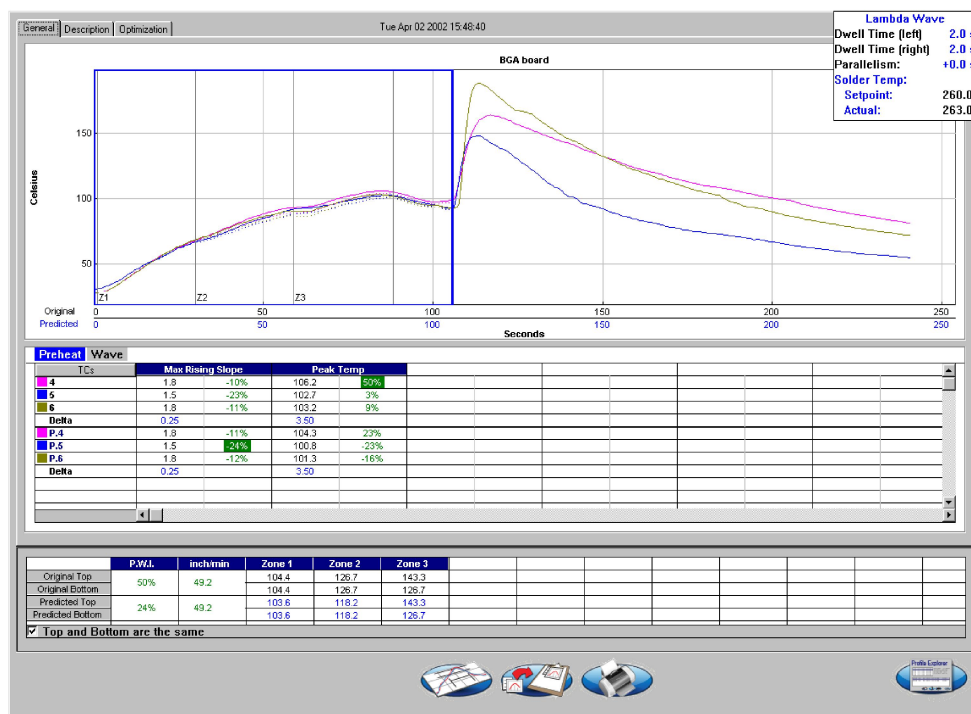 General Description Optimization Tue Apr 02 2002 15:48:40
Lambda Wave
Dwell Time (left) 2.0 s
Dwell Time (right) 2.0 s
Parallelism: +0.0 s
Solder Temp:
Setpoint: 260.0
Actual: 263.0
BGA board
Celsius
150
100
50
Z1 Z2 Z3
Original 0 50 100 150 200 250
Predicted 0 50 100 150 200 250
Seconds
Preheat Wave
TCs Max Rising Slope Peak Temp
4 1.8 -10% 106.2 50%
5 1.5 -23% 102.7 3%
6 1.8 -11% 103.2 9%
Delta 0.25 3.50
P.4 1.8 -11% 104.3 23%
P.5 1.5 -24% 100.8 -23%
P.6 1.8 -12% 101.3 -16%
Delta 0.25 3.50
P.W.I. inch/min Zone 1 Zone 2 Zone 3
Original Top 50% 49.2 104.4 126.7 143.3
Original Bottom 104.4 126.7 126.7
Predicted Top 24% 49.2 103.6 118.2 143.3
Predicted Bottom 103.6 118.2 126.7
Top and Bottom are the same
Profile Explorer